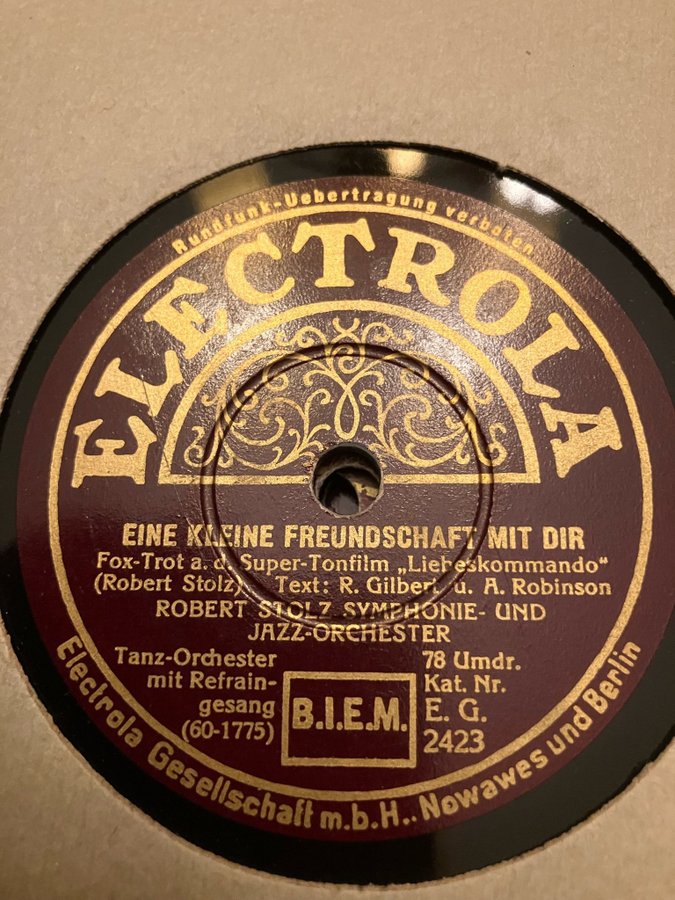 Rundfunk-Uebertragung verboten
ELECTROLA
EINE KLEINE FREUNDSCHAFT MIT DIR
Fox-Trot a. d. Super-Tonfilm „Liebeskommando“
(Robert Stolz) Text: R. Gilbert u. A. Robinson
ROBERT STOLZ SYMPHONIE- UND
JAZZ-ORCHESTER
Tanz-Orchester
mit Refrain-
gesang
(60-1775)
B.I.E.M.
78 Umdr.
Kat. Nr.
E. G.
2423
Electrola Gesellschaft m.b.H.. Nowawes und Berlin